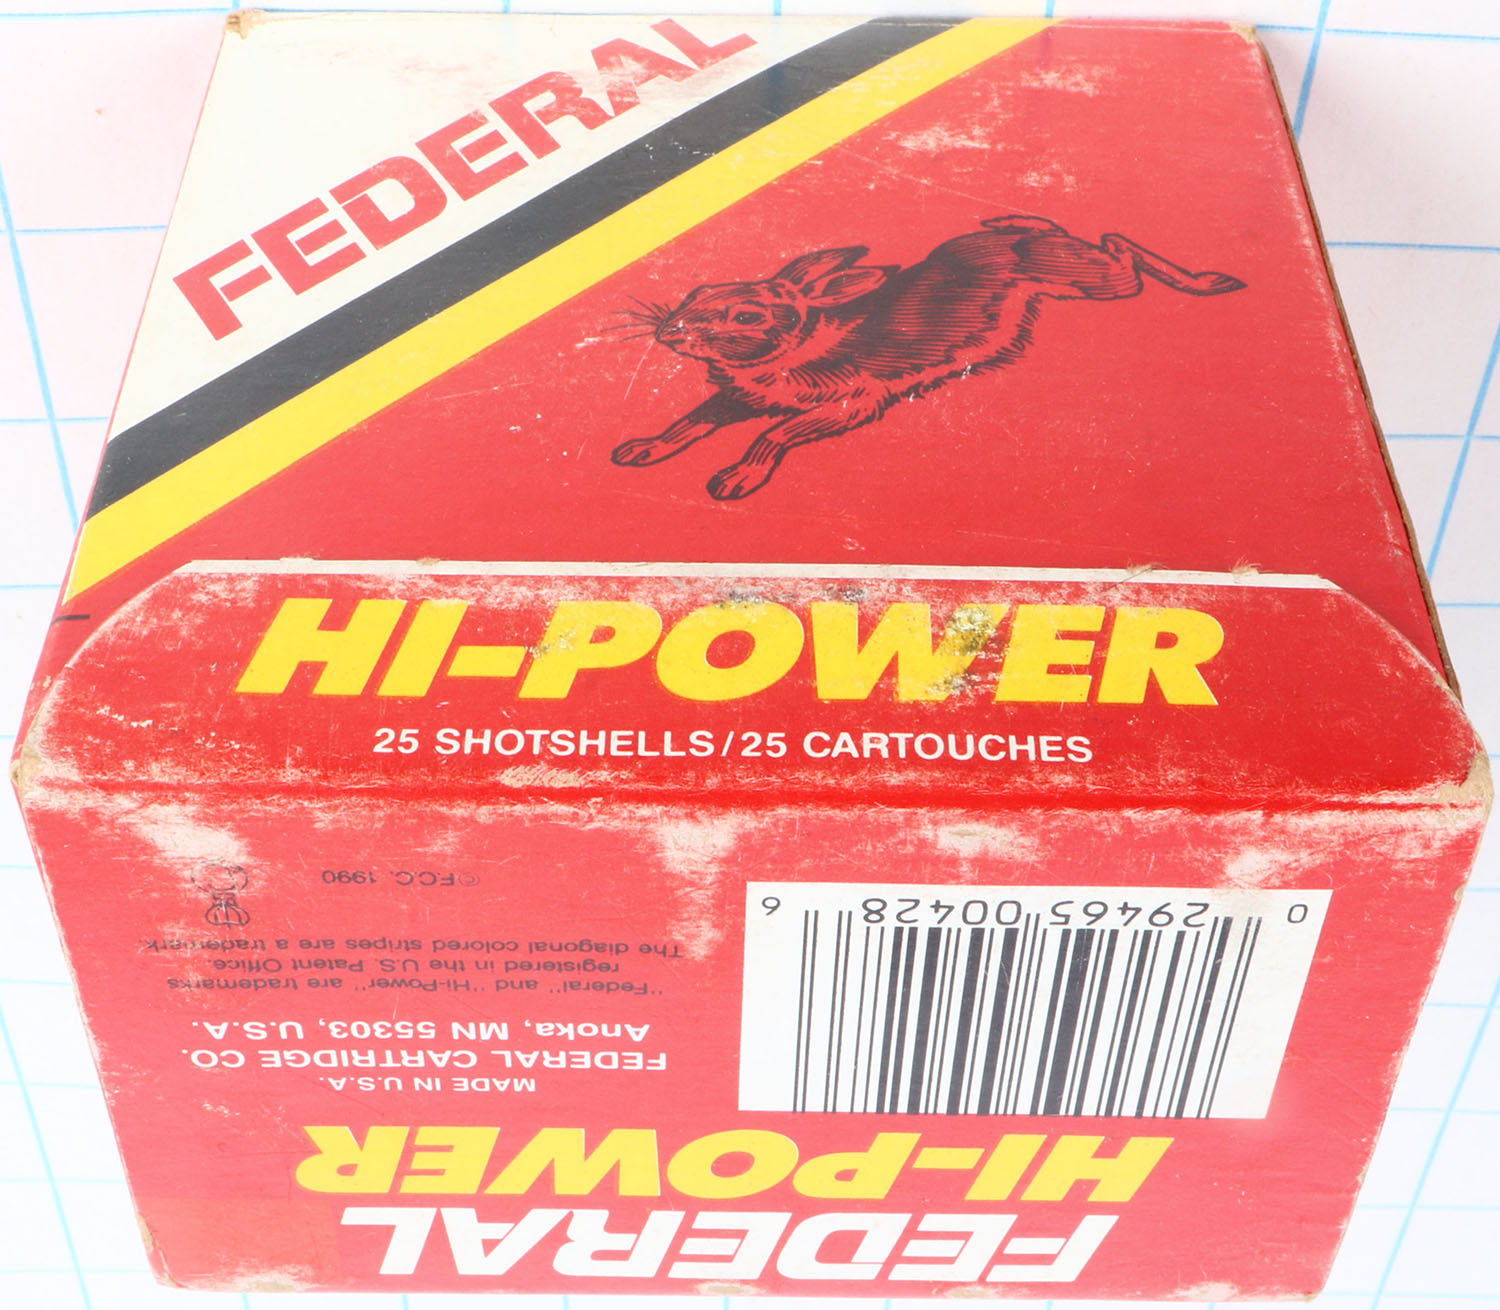 FEDERAL
HI-POWER
25 SHOTSHELLS/25 CARTOUCHES
FEDERAL
HI-POWER
MADE IN U.S.A.
FEDERAL CARTRIDGE CO.
Anoka, MN 55303, U.S.A.
"Federal" and "Hi-Power" are trademarks
registered in the U.S. Patent Office.
The diagonal colored stripes are a trademark.
©F.C.C. 1990
0 29465 00428 6